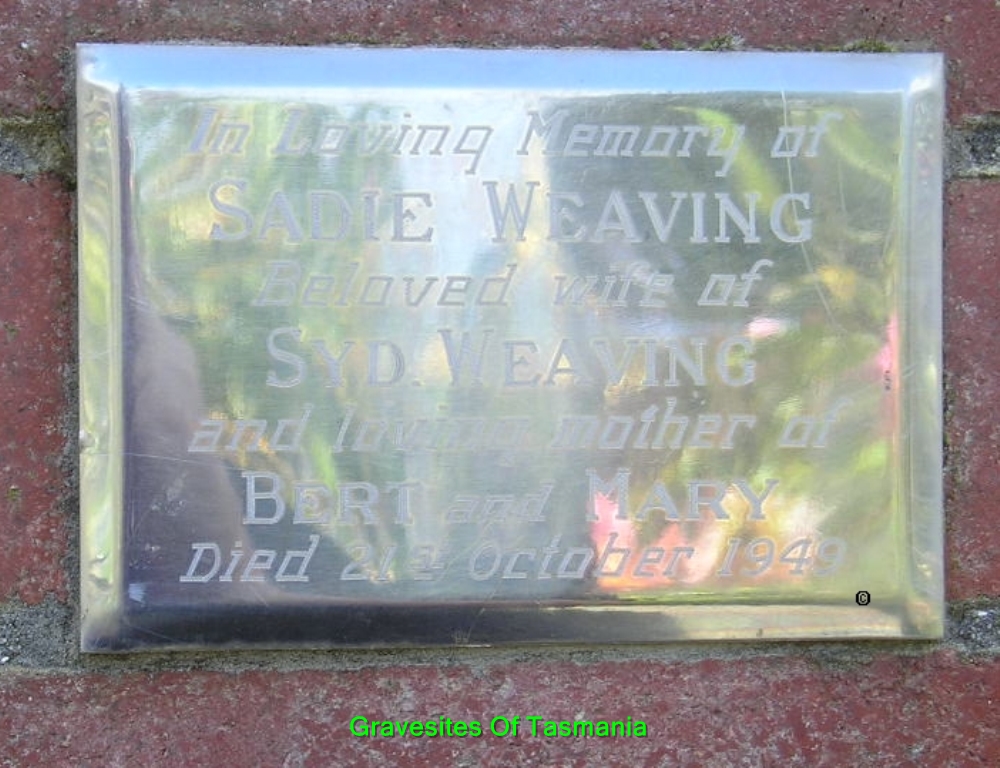 In Loving Memory of
SADIE WEAVING
Beloved wife of
SYD. WEAVING
and loving mother of
BERT and MARY
Died 21st October 1949
©
Gravesites Of Tasmania